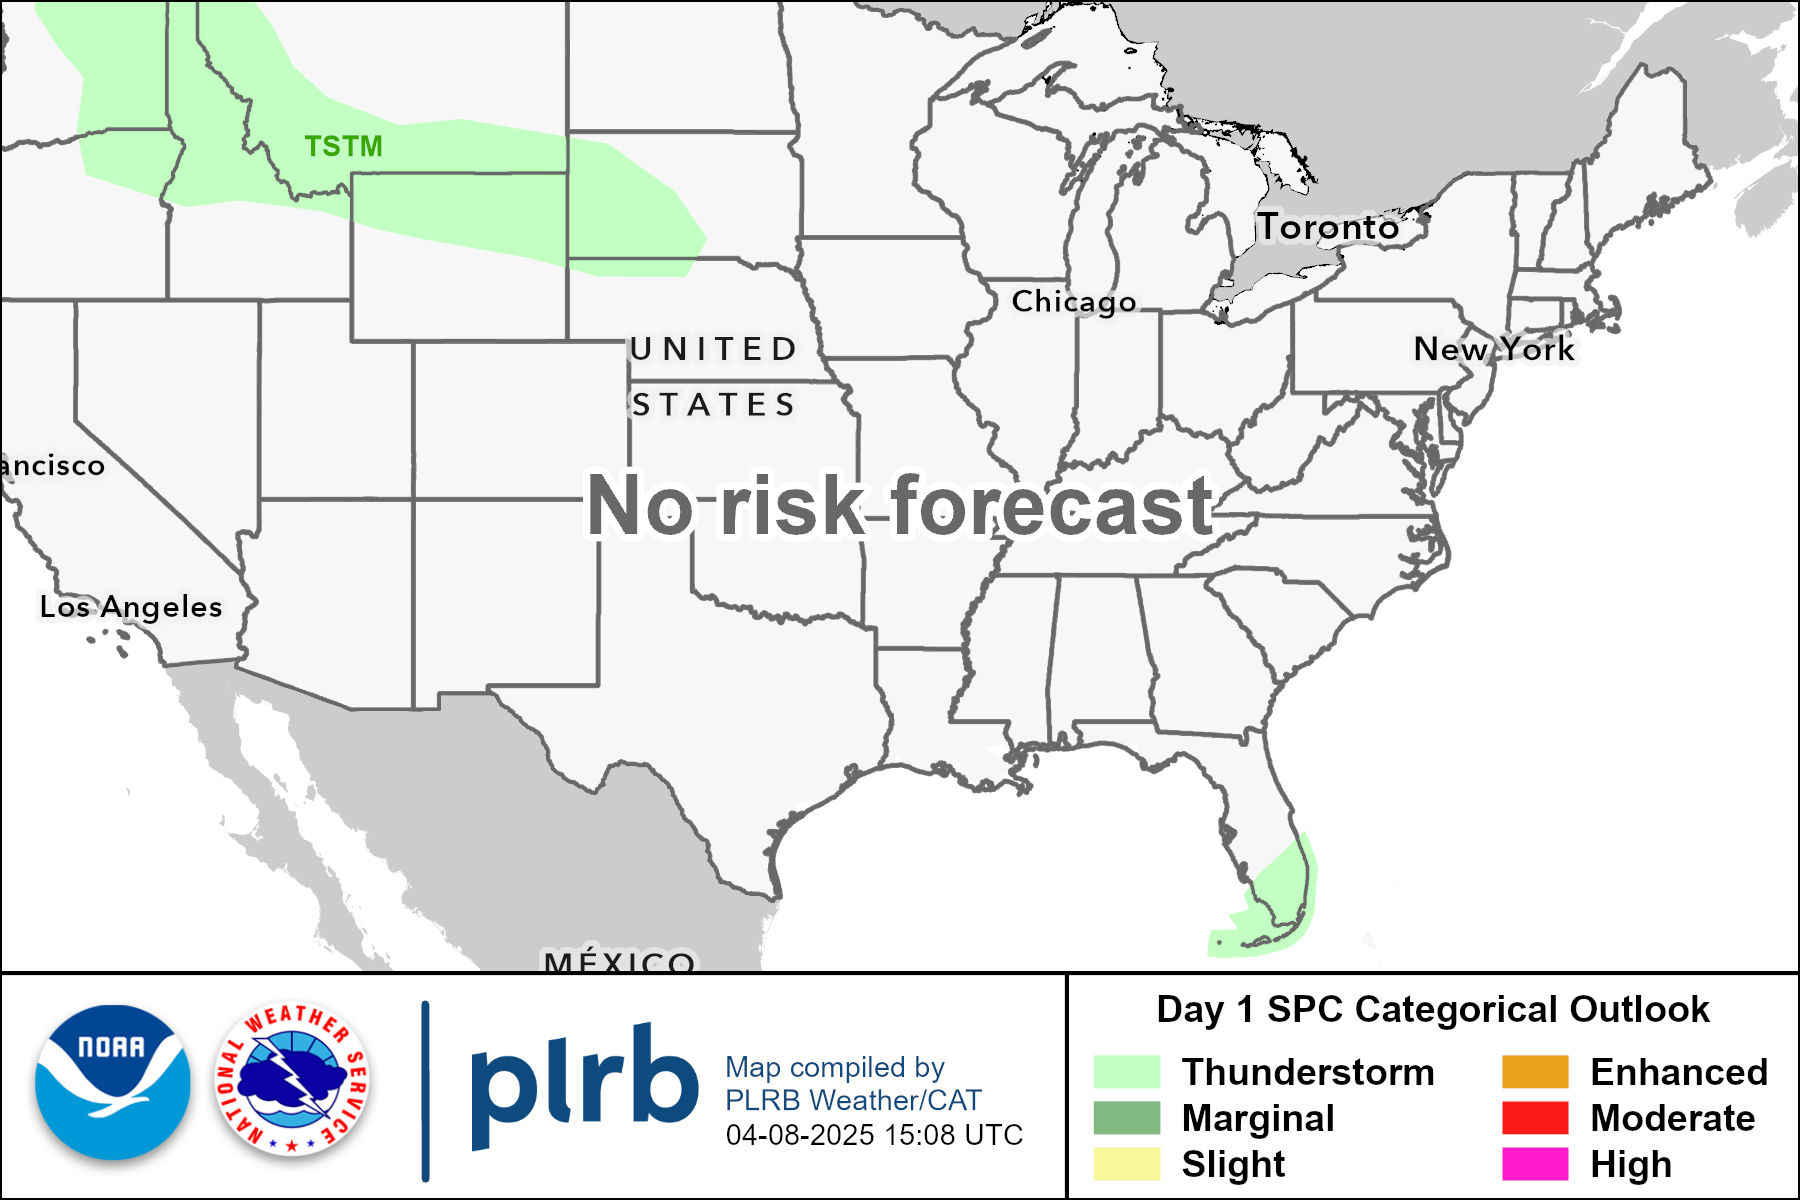 TSTM
Toronto
Chicago
New York
UNITED
STATES
ancisco
No risk forecast
Los Angeles
MÉXICO
NOAA
NATIONAL WEATHER SERVICE
plrb
Map compiled by
PLRB Weather/CAT
04-08-2025 15:08 UTC
Day 1 SPC Categorical Outlook
Thunderstorm
Marginal
Slight
Enhanced
Moderate
High